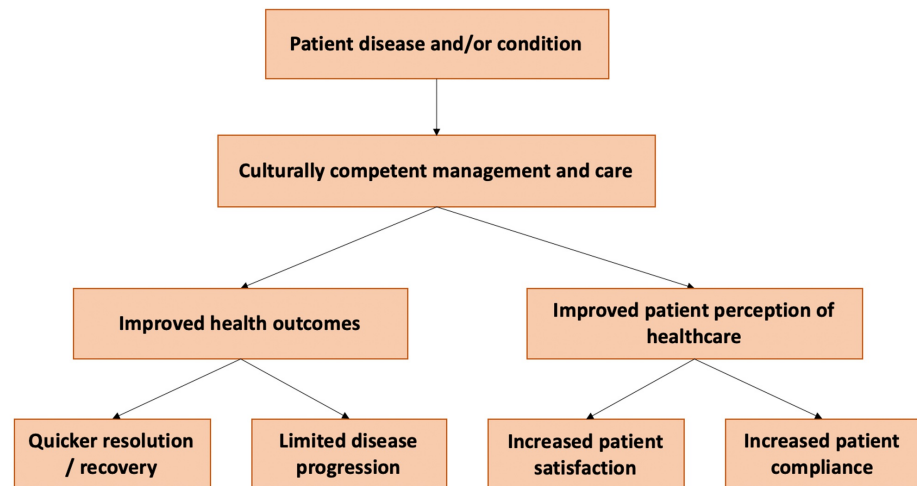 Patient disease and/or condition
Culturally competent management and care
Improved health outcomes
Improved patient perception of
healthcare
Quicker resolution
/ recovery
Limited disease
progression
Increased patient
satisfaction
Increased patient
compliance